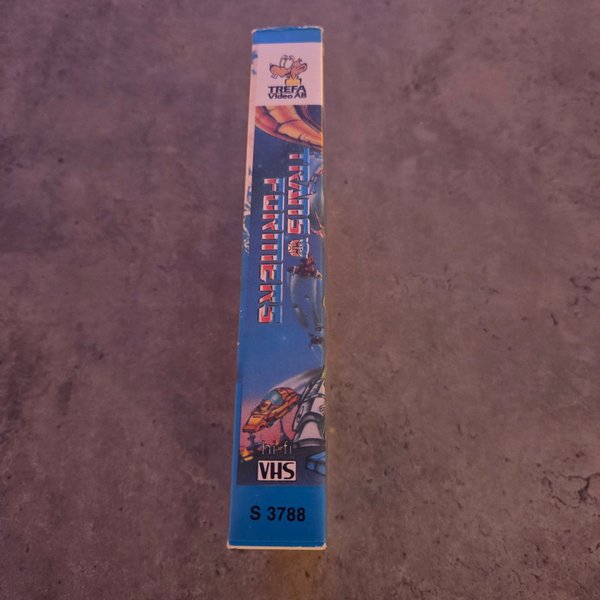 TREFA
Video AB
TRANS
FORMERS
hi-fi
VHS
S 3788